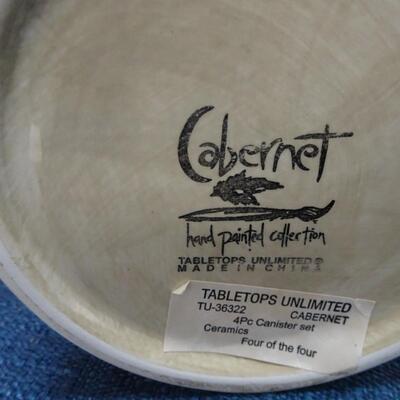 Cabernet
hand painted collection
TABLETOPS UNLIMITED®
MADE IN CHINA
TABLETOPS UNLIMITED
TU-36322 CABERNET
4Pc Canister set
Ceramics
Four of the four